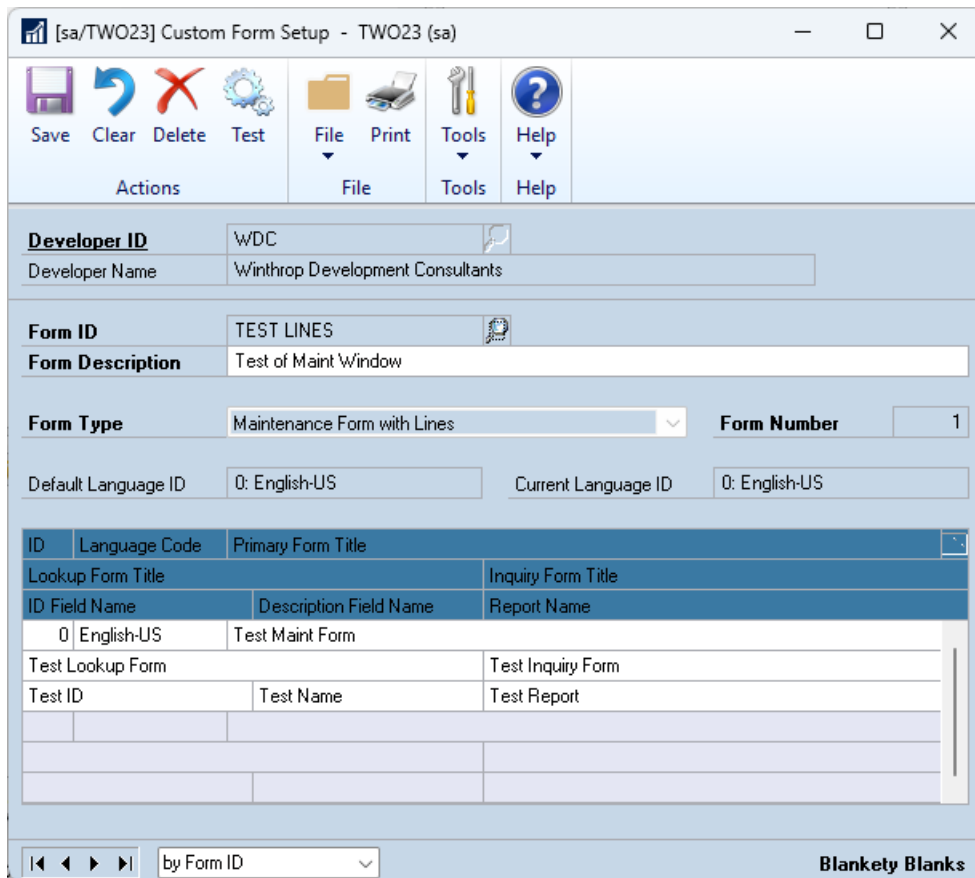 [sa/TWO23] Custom Form Setup - TWO23 (sa)
Save Clear Delete Test File Print Tools Help
Actions File Tools Help
Developer ID WDC
Developer Name Winthrop Development Consultants
Form ID TEST LINES
Form Description Test of Maint Window
Form Type Maintenance Form with Lines Form Number 1
Default Language ID 0: English-US Current Language ID 0: English-US
ID Language Code Primary Form Title
Lookup Form Title Inquiry Form Title
ID Field Name Description Field Name Report Name
0 English-US Test Maint Form
Test Lookup Form Test Inquiry Form
Test ID Test Name Test Report
by Form ID Blankety Blanks